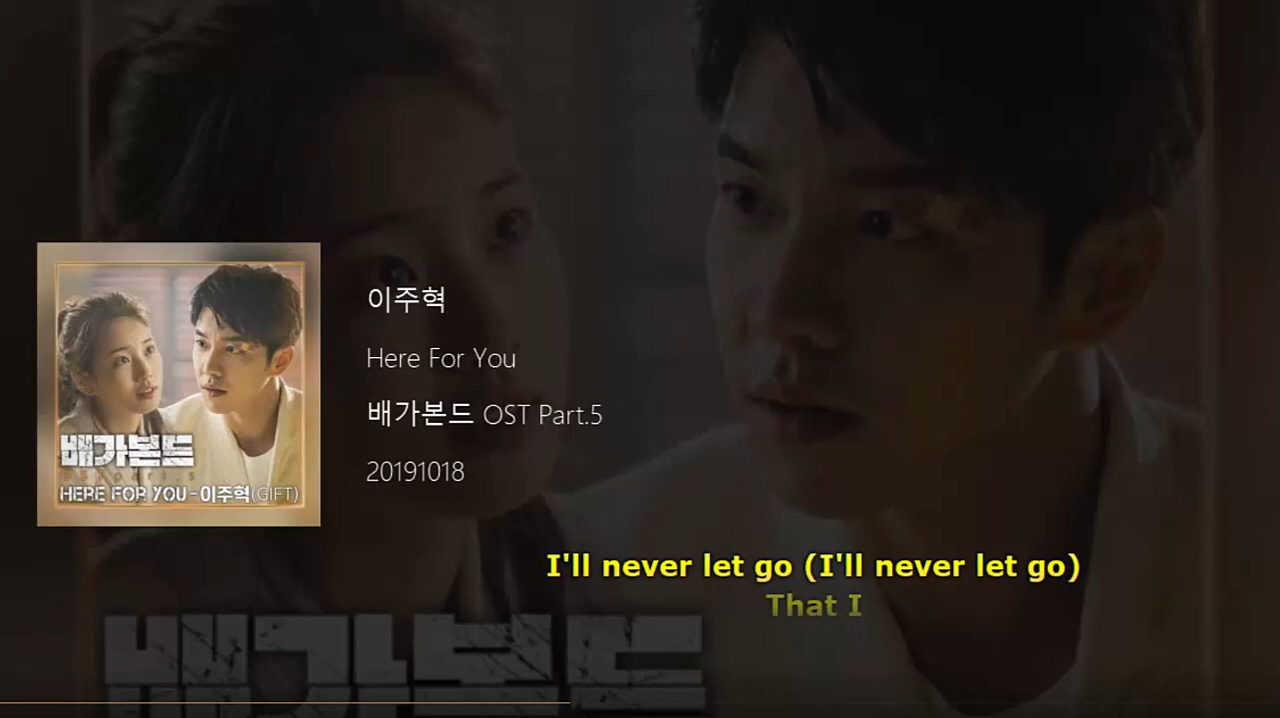 이주혁
Here For You
배가본드 OST Part.5
20191018
배가본드
HERE FOR YOU - 이주혁(GIFT)
I'll never let go (I'll never let go)
That I
배가본드